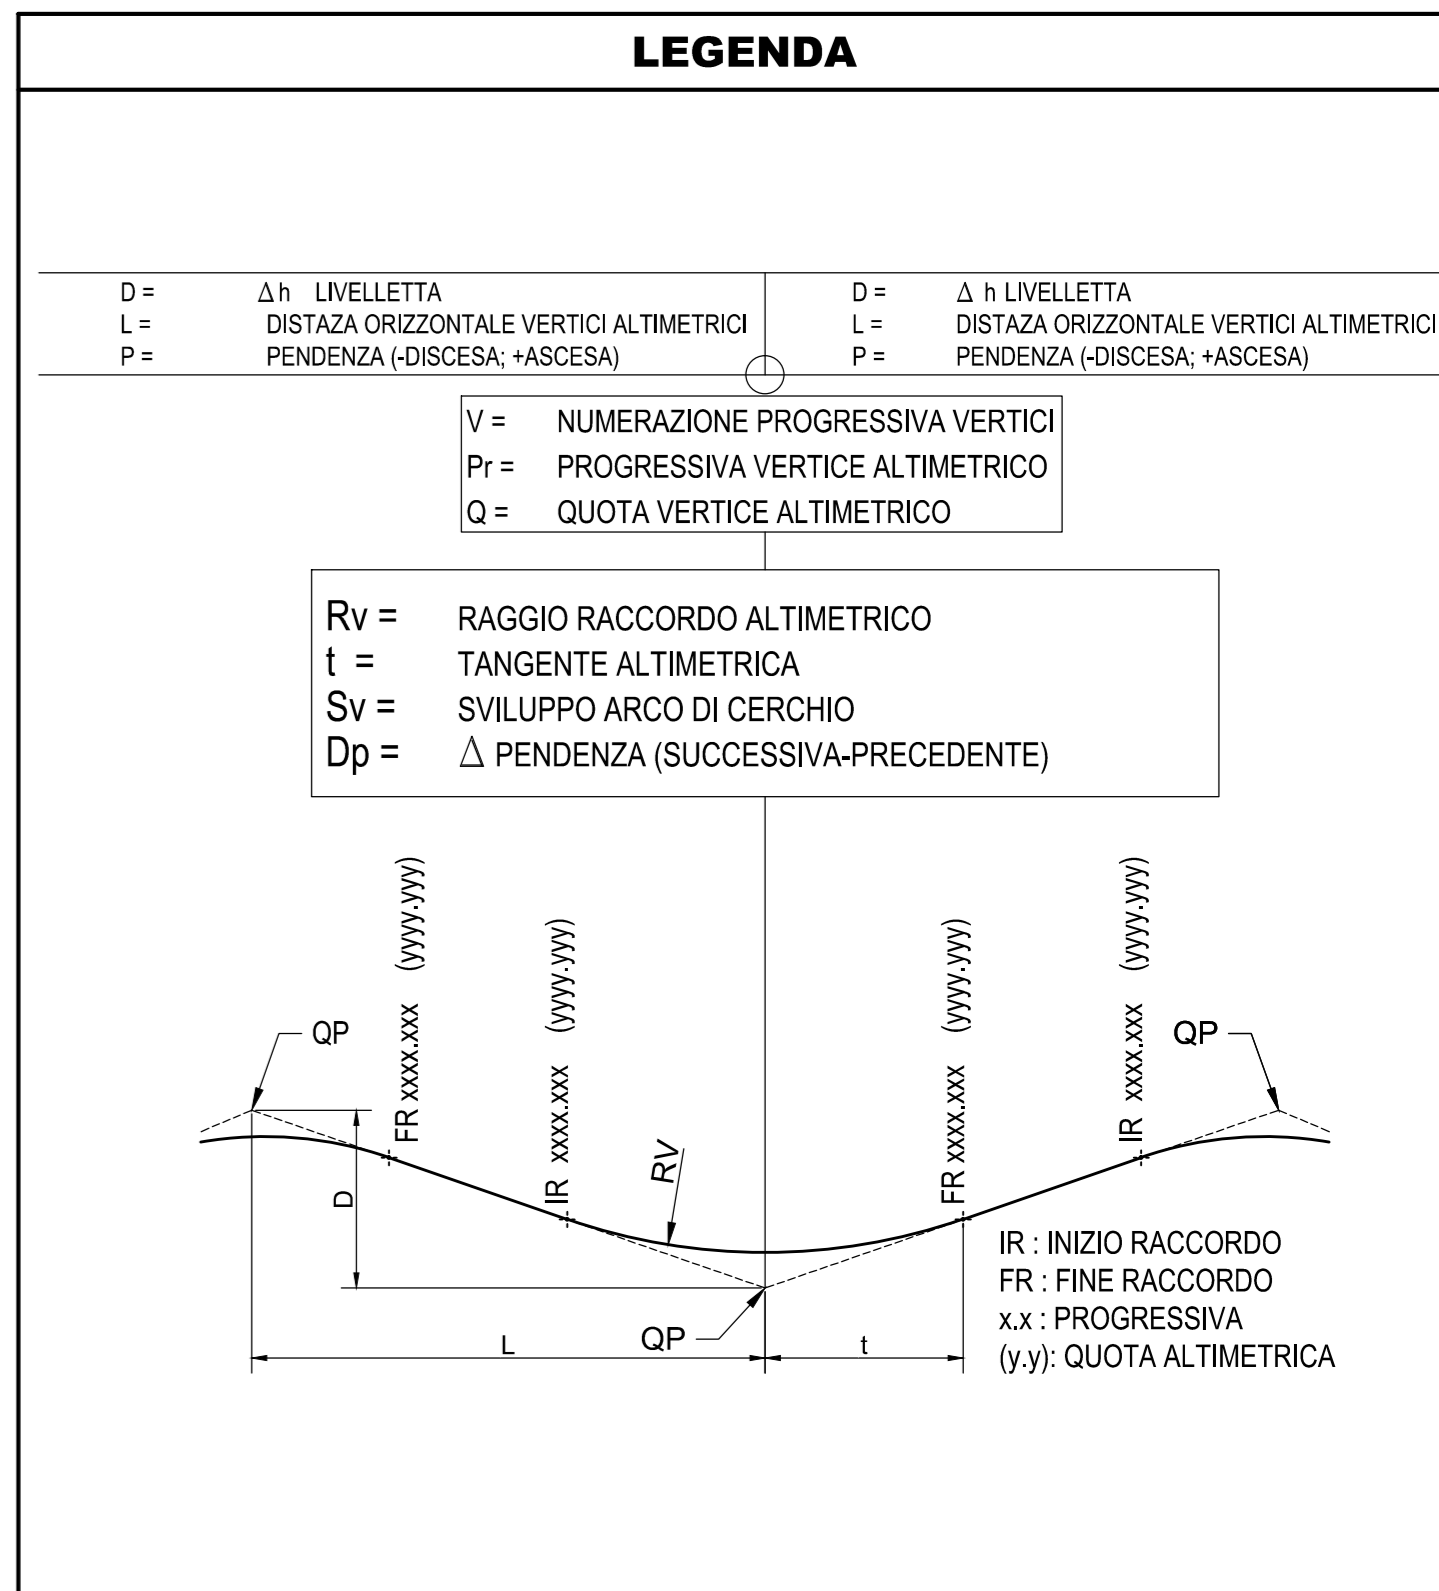 LEGENDA
D = Δ h LIVELLETTA
L = DISTAZA ORIZZONTALE VERTICI ALTIMETRICI
P = PENDENZA (-DISCESA; +ASCESA)
D = Δ h LIVELLETTA
L = DISTAZA ORIZZONTALE VERTICI ALTIMETRICI
P = PENDENZA (-DISCESA; +ASCESA)
V = NUMERAZIONE PROGRESSIVA VERTICI
Pr = PROGRESSIVA VERTICE ALTIMETRICO
Q = QUOTA VERTICE ALTIMETRICO
Rv = RAGGIO RACCORDO ALTIMETRICO
t = TANGENTE ALTIMETRICA
Sv = SVILUPPO ARCO DI CERCHIO
Dp = Δ PENDENZA (SUCCESSIVA-PRECEDENTE)
QP
FR xxxx.xxx (yyyy.yyy)
IR xxxx.xxx (yyyy.yyy)
FR xxxx.xxx (yyyy.yyy)
IR xxxx.xxx (yyyy.yyy)
QP
D
RV
QP
L
t
IR : INIZIO RACCORDO
FR : FINE RACCORDO
x.x : PROGRESSIVA
(y.y): QUOTA ALTIMETRICA